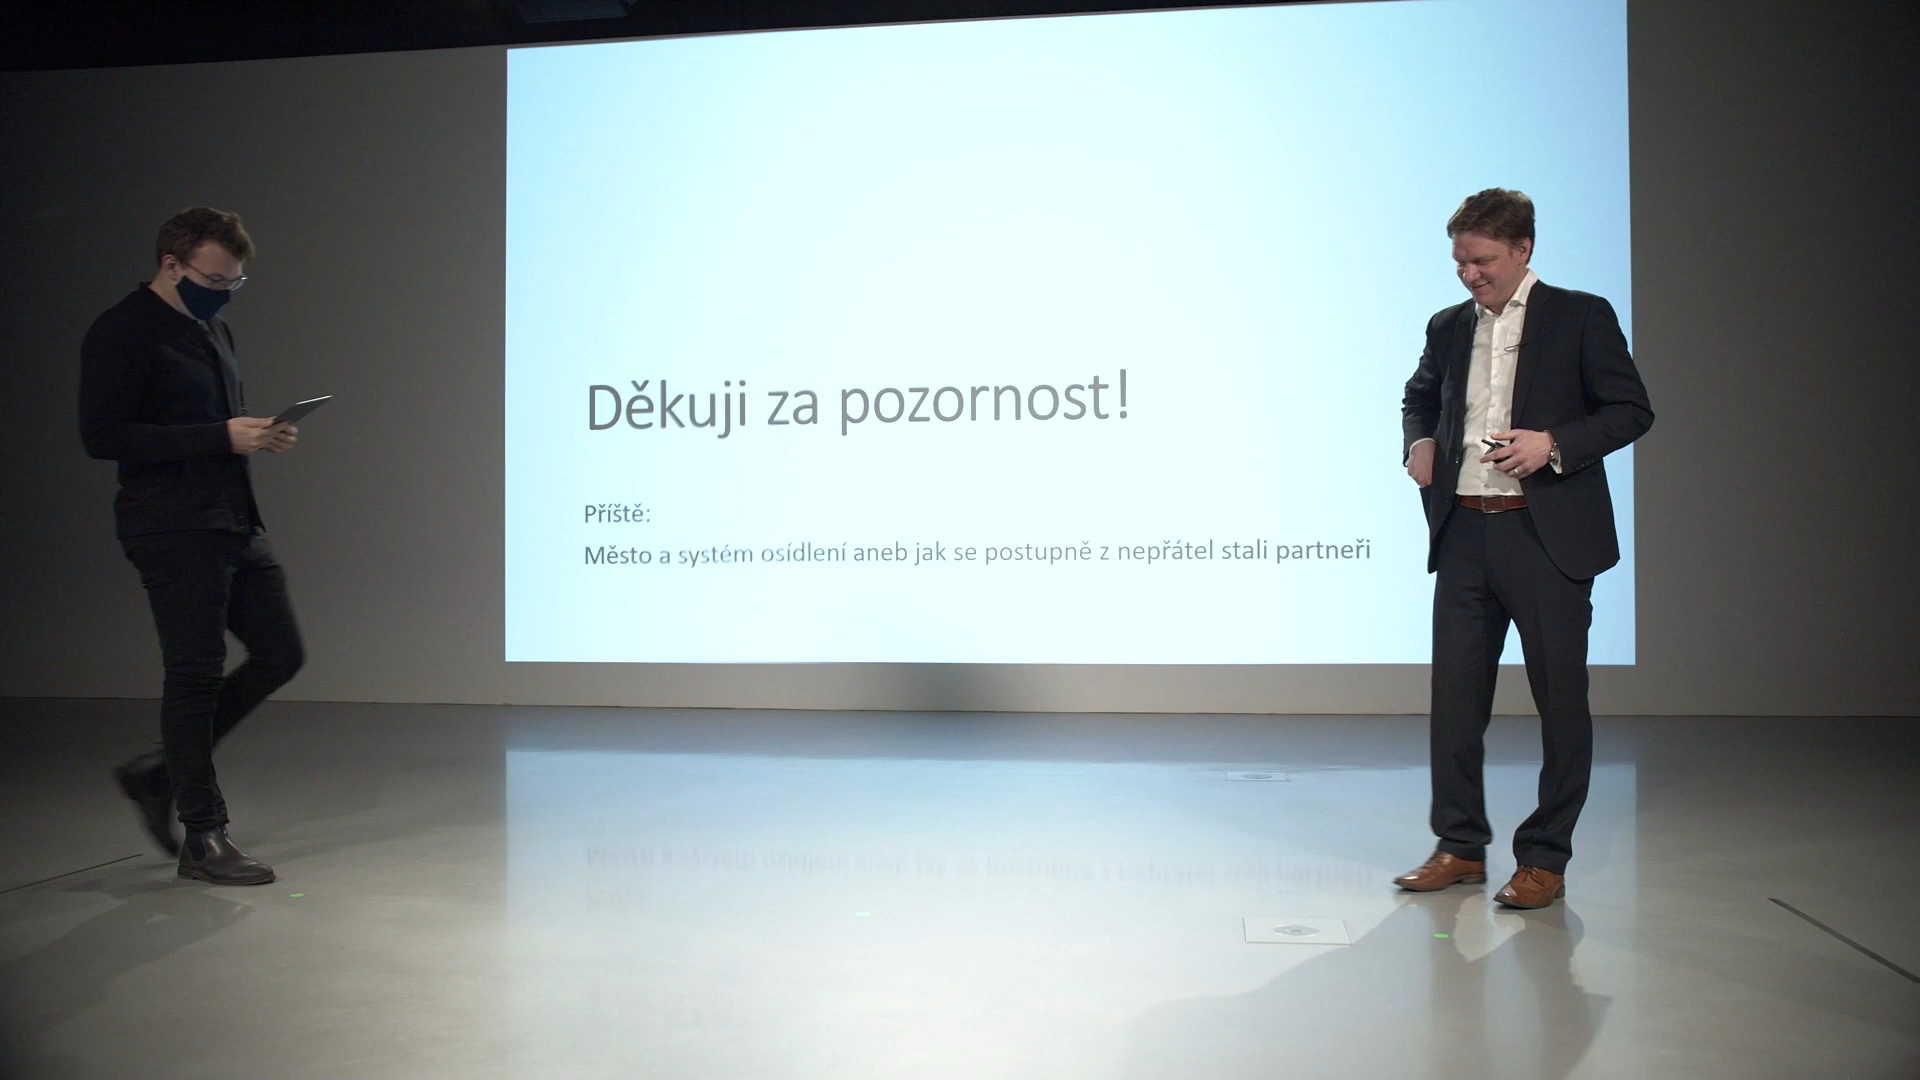 Děkuji za pozornost!
Příště:
Město a systém osídlení aneb jak se postupně z nepřátel stali partneři